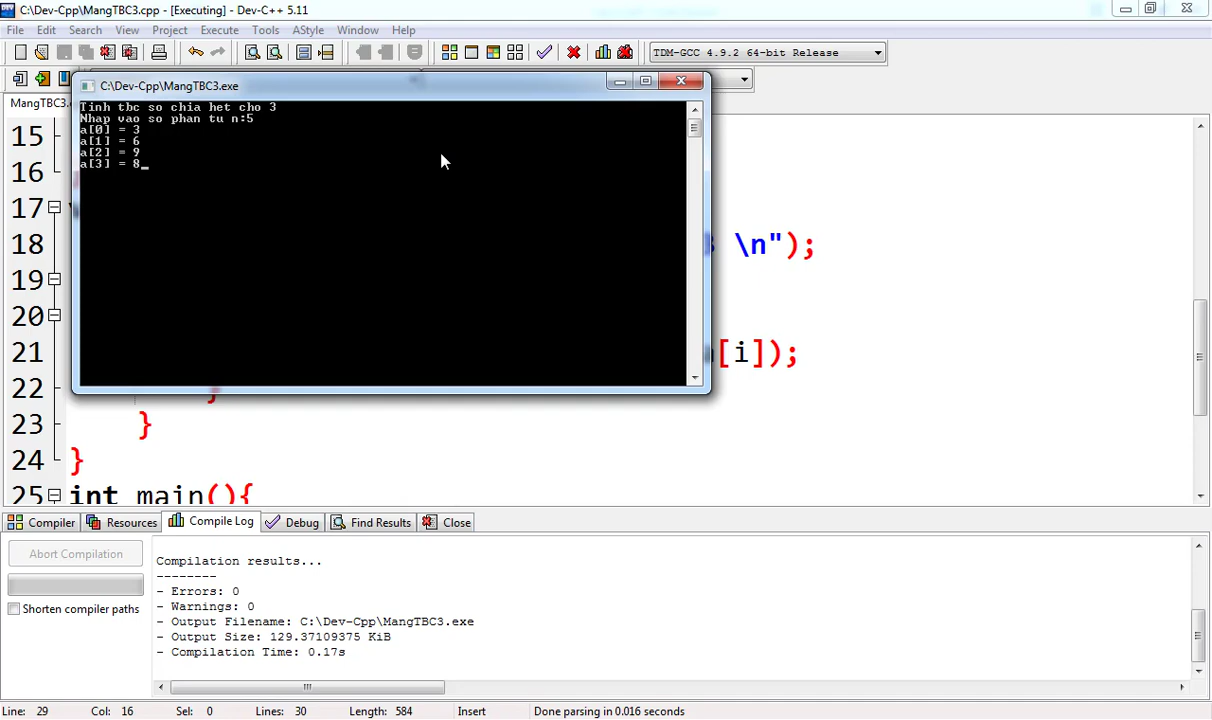 C:\Dev-Cpp\MangTBC3.cpp - [Executing] - Dev-C++ 5.11
File Edit Search View Project Execute Tools AStyle Window Help
TDM-GCC 4.9.2 64-bit Release
C:\Dev-Cpp\MangTBC3.exe
MangTBC3.
Tinh tbc so chia het cho 3
Nhap vao so phan tu n:5
a[0] = 3
a[1] = 6
a[2] = 9
a[3] = 8_
15
16
17
18 \n");
19
20
21 [i]);
22 }
23 }
24 }
25 int main(){
Compiler Resources Compile Log Debug Find Results Close
Abort Compilation
Shorten compiler paths
Compilation results...
--------
- Errors: 0
- Warnings: 0
- Output Filename: C:\Dev-Cpp\MangTBC3.exe
- Output Size: 129.37109375 KiB
- Compilation Time: 0.17s
Line: 29 Col: 16 Sel: 0 Lines: 30 Length: 584 Insert Done parsing in 0.016 seconds